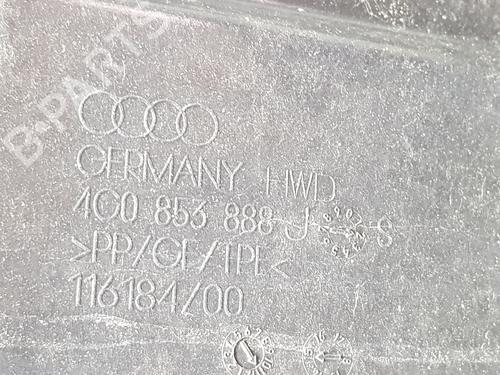 B-PARTS
GERMANY HWD
4G0 853 888 J S
>PP/GF/TPE<
116184/00